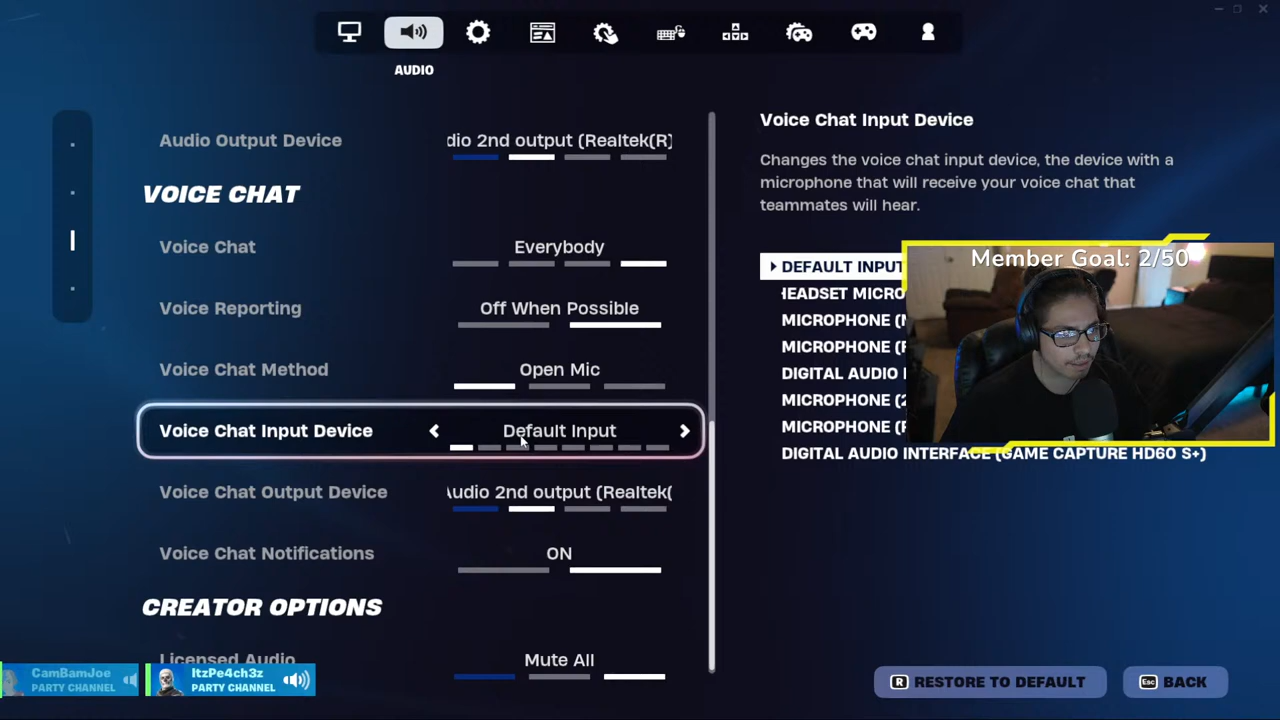 AUDIO
Audio Output Device
dio 2nd output (Realtek(R)
VOICE CHAT
Voice Chat
Everybody
Voice Reporting
Off When Possible
Voice Chat Method
Open Mic
Voice Chat Input Device
Default Input
Voice Chat Output Device
Audio 2nd output (Realtek(
Voice Chat Notifications
ON
CREATOR OPTIONS
Licensed Audio
Mute All
CamBamJoe
PARTY CHANNEL
ItzPe4ch3z
PARTY CHANNEL
Voice Chat Input Device
Changes the voice chat input device, the device with a
microphone that will receive your voice chat that
teammates will hear.
DEFAULT INPUT
HEADSET MICRO
MICROPHONE (
MICROPHONE (
DIGITAL AUDIO
MICROPHONE (2
MICROPHONE (
DIGITAL AUDIO INTERFACE (GAME CAPTURE HD60 S+)
Member Goal: 2/50
R RESTORE TO DEFAULT
Esc BACK